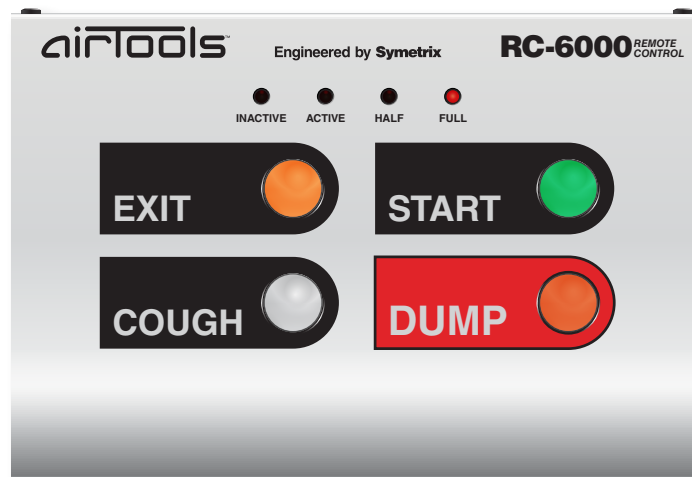 airTools™ Engineered by Symetrix RC-6000 REMOTE CONTROL
INACTIVE ACTIVE HALF FULL
EXIT START
COUGH DUMP